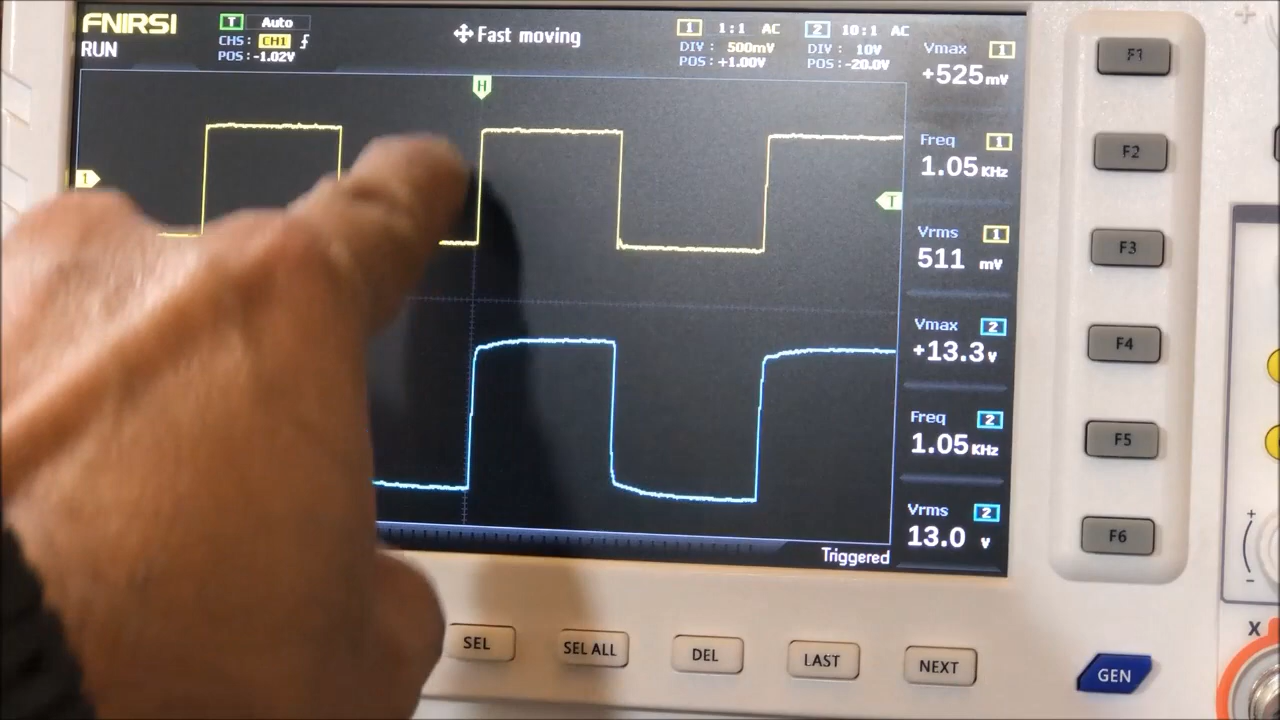 FNIRSI
RUN
T Auto
CHS: CH1
POS: -1.02V
Fast moving
1 1:1 AC
DIV: 500mV
POS: +1.00V
2 10:1 AC
DIV: 10V
POS: -20.0V
H
1
T
Vmax 1
+525mV
Freq 1
1.05KHz
Vrms 1
511 mV
Vmax 2
+13.3v
Freq 2
1.05KHz
Vrms 2
13.0 v
Triggered
F1
F2
F3
F4
F5
F6
SEL
SEL ALL
DEL
LAST
NEXT
GEN
+
-
X